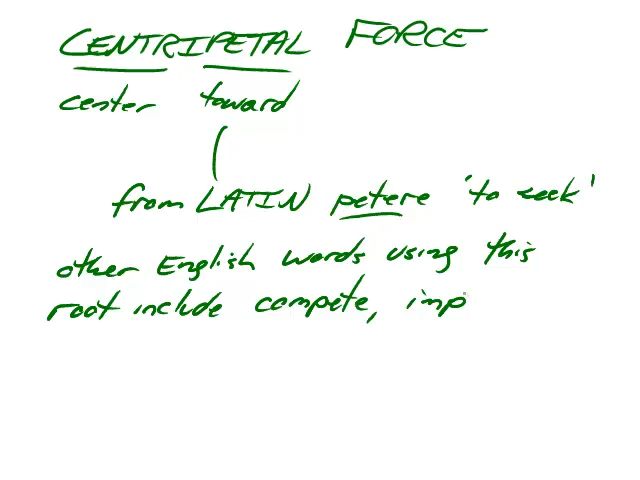 CENTRIPETAL FORCE
center toward
from LATIN petere 'to seek'
other English words using this
root include compete, imp